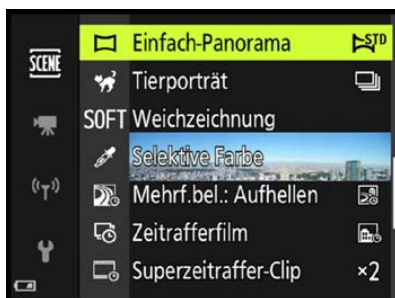 SCENE
Einfach-Panorama STD
Tierporträt
SOFT Weichzeichnung
Selektive Farbe
Mehrf.bel.: Aufhellen
Zeitrafferfilm
Superzeitraffer-Clip ×2